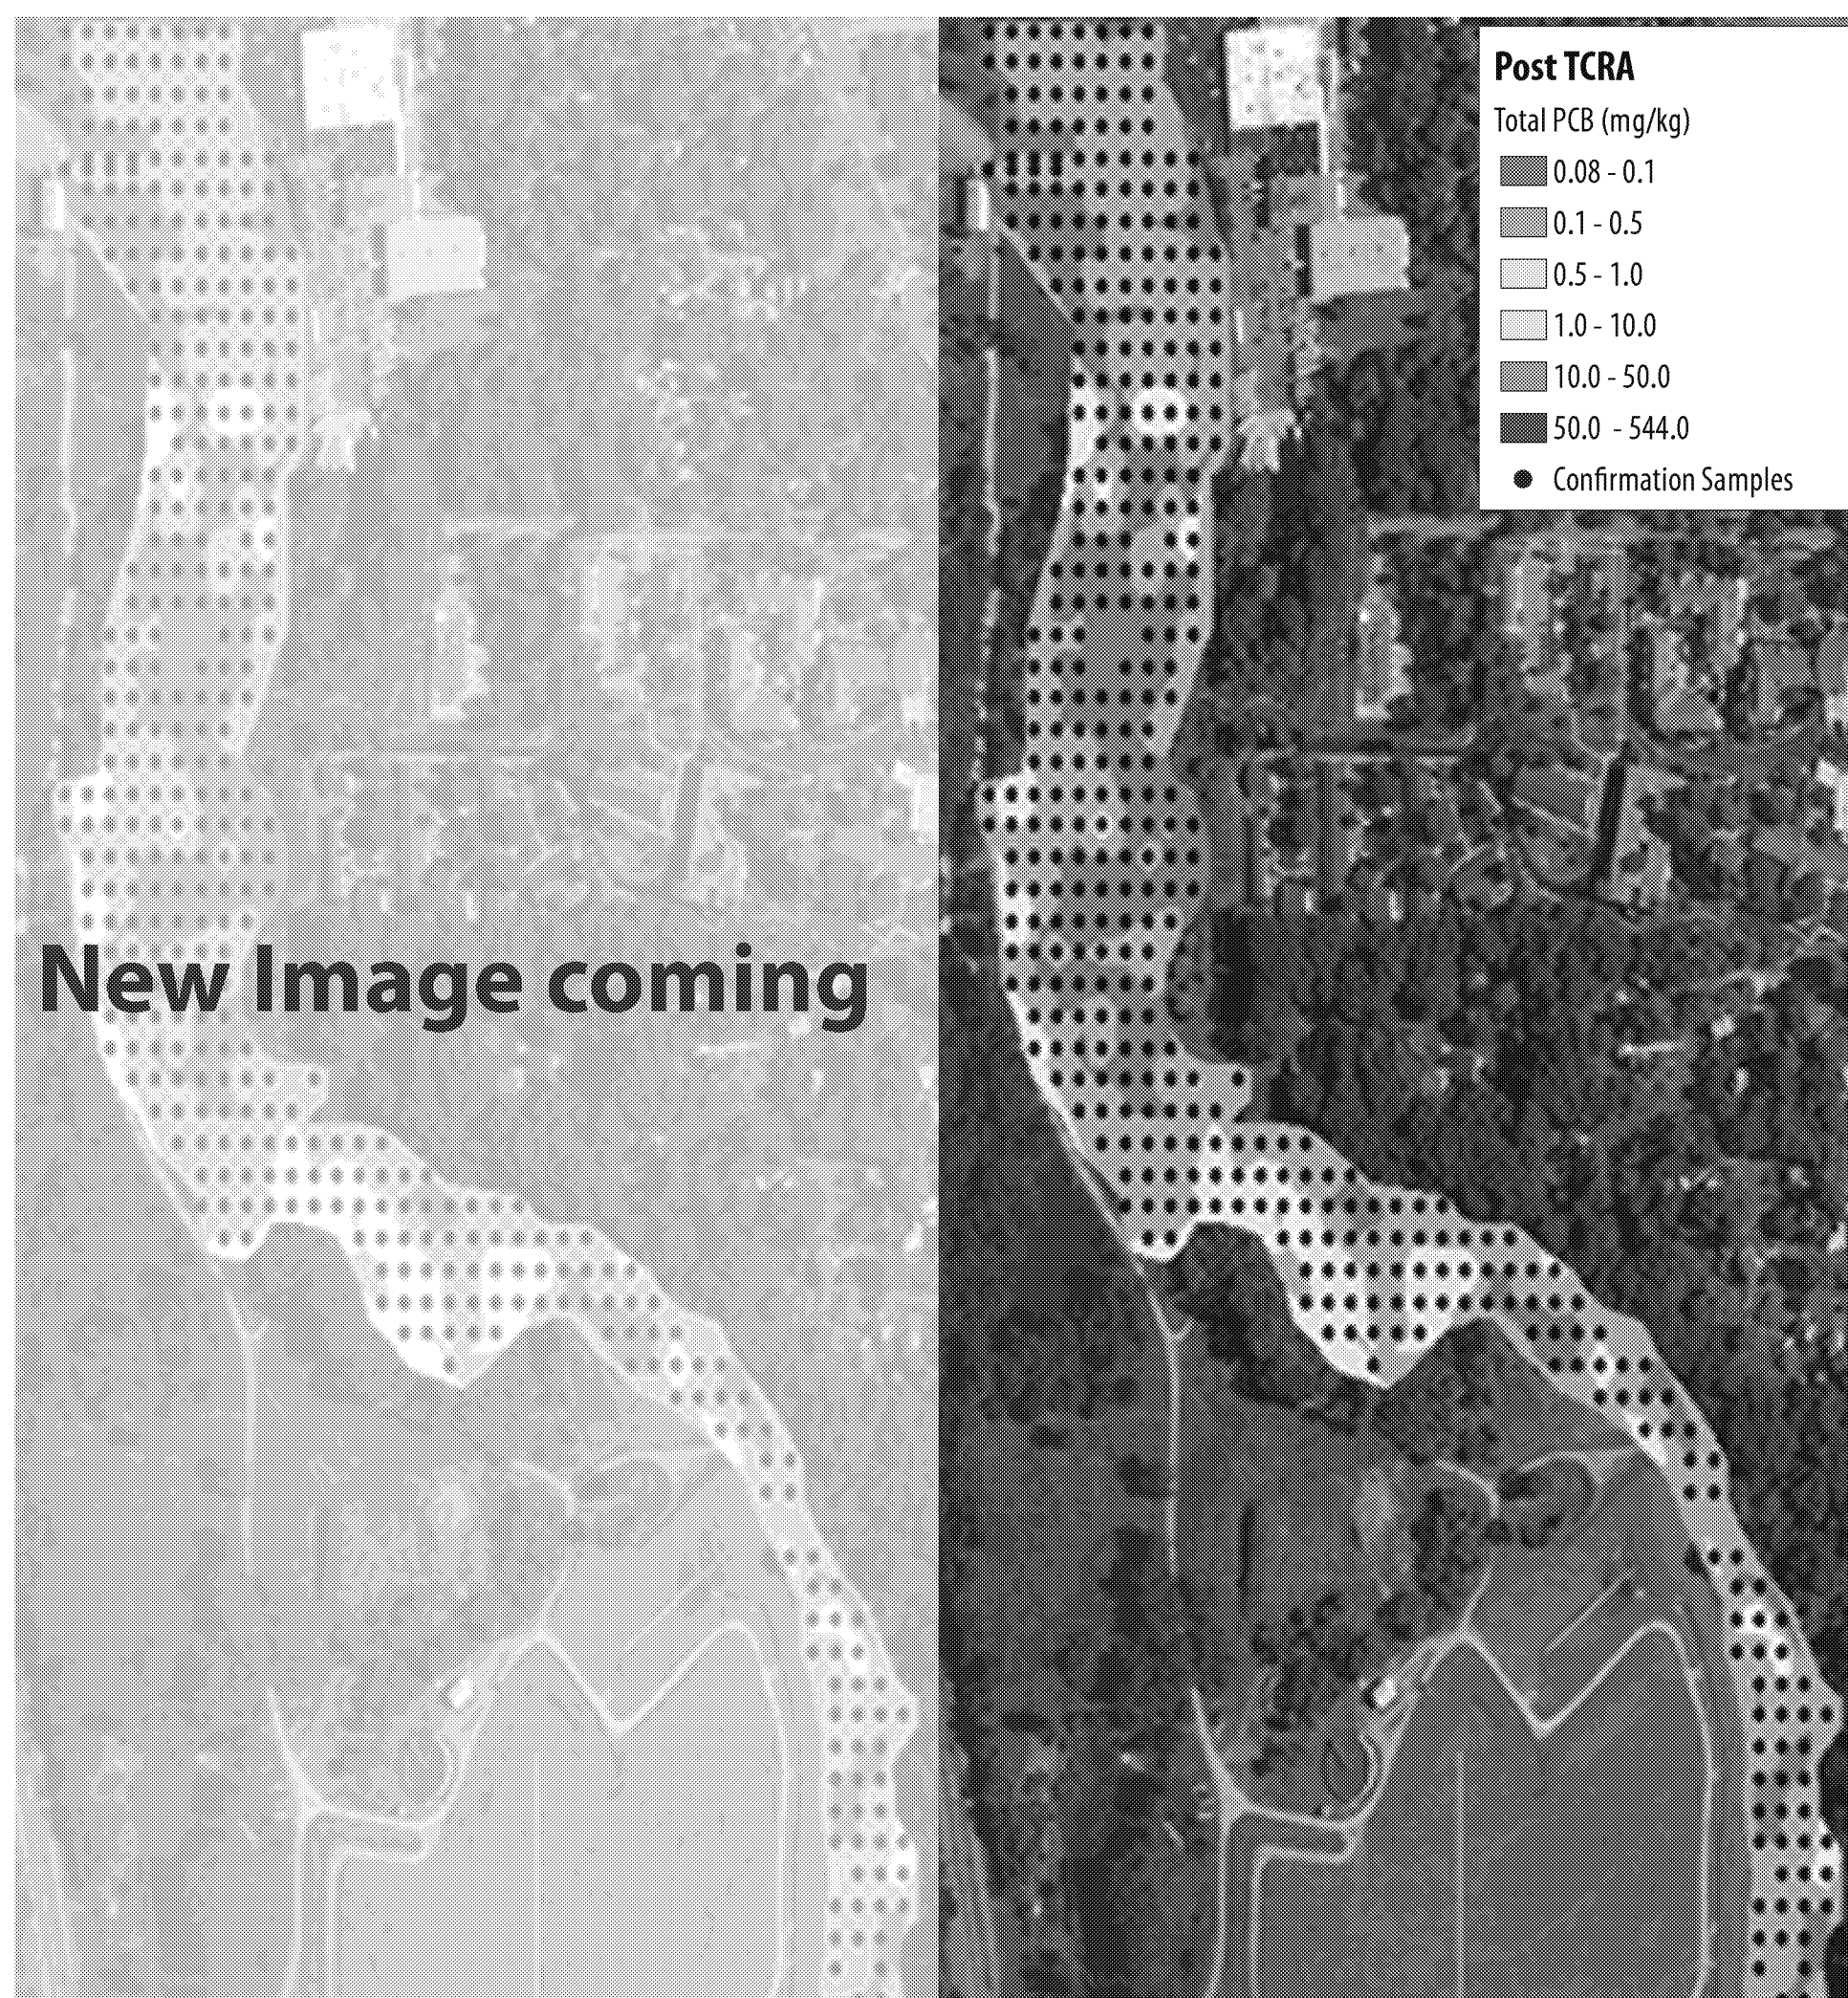 Post TCRA
Total PCB (mg/kg)
0.08 - 0.1
0.1 - 0.5
0.5 - 1.0
1.0 - 10.0
10.0 - 50.0
50.0 - 544.0
Confirmation Samples
New Image coming